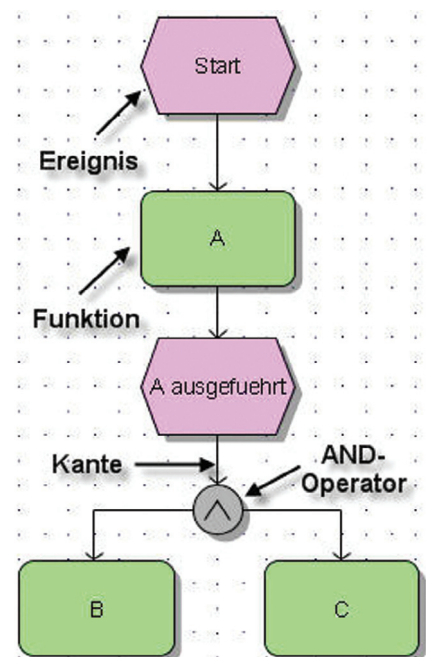 Start
Ereignis
A
Funktion
A ausgefuehrt
Kante
AND-
Operator
B
C